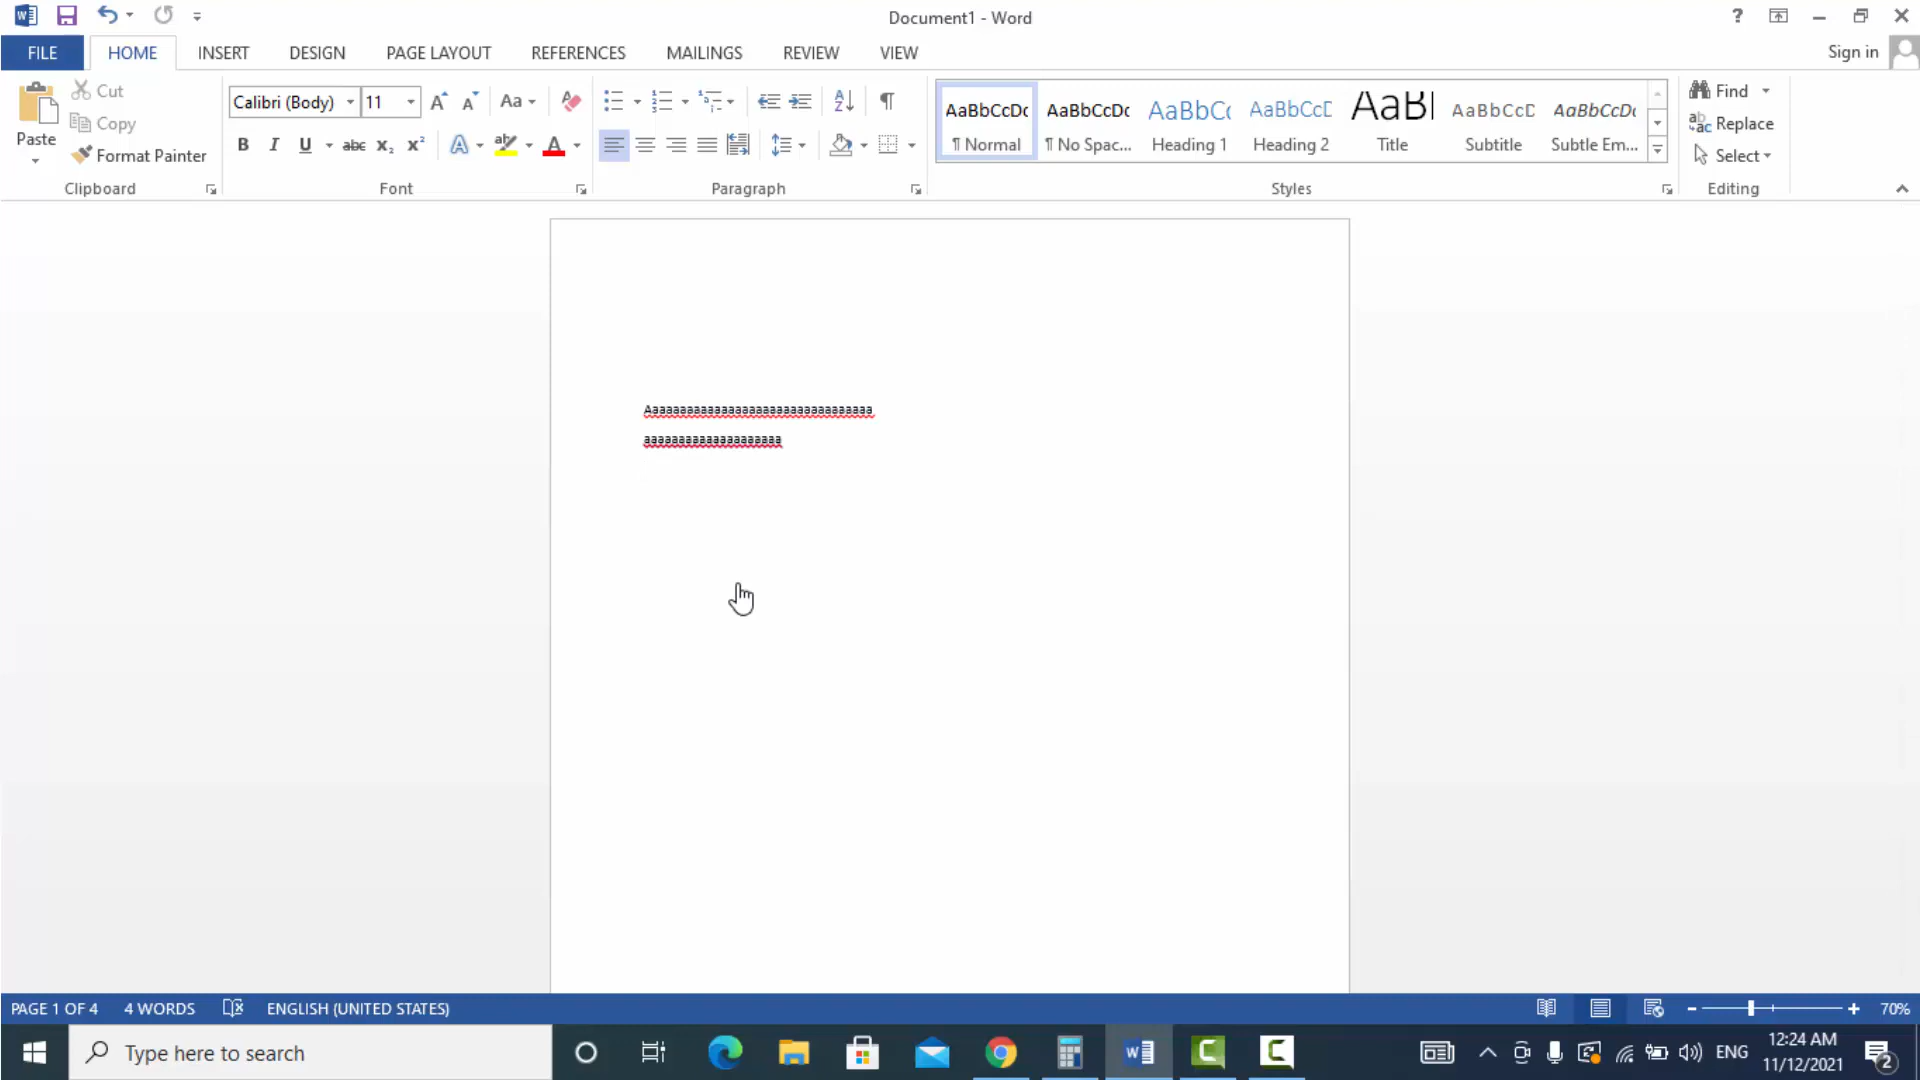 Document1 - Word
? 
FILE HOME INSERT DESIGN PAGE LAYOUT REFERENCES MAILINGS REVIEW VIEW Sign in
Paste
Cut
Copy
Format Painter
Clipboard
Calibri (Body) 11 Aa
B I U abc x₂ x² A ab A
Font
Paragraph
AaBbCcDc AaBbCcDc AaBbCc AaBbCcD AaBl AaBbCcD AaBbCcDc
¶ Normal ¶ No Spac... Heading 1 Heading 2 Title Subtitle Subtle Em...
Styles
Find
Replace
Select
Editing
PAGE 1 OF 4 4 WORDS ENGLISH (UNITED STATES) 70%
Type here to search
ENG
12:24 AM
11/12/2021
2